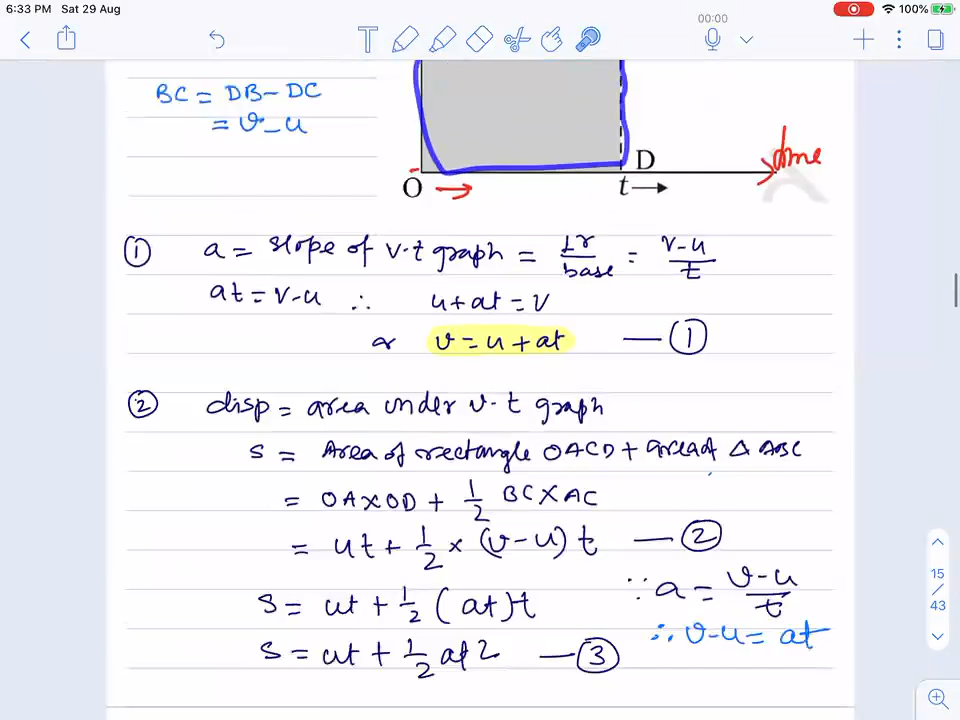 6:33 PM Sat 29 Aug 100%
00:00
BC = DB - DC
= v - u
time
O → t → D
① a = slope of v-t graph = Lr/base = v-u/t
at = v-u ∴ u+at = v
or v = u + at — ①
② disp = area under v-t graph
s = Area of rectangle OACD + area of △ ABC
= OA×OD + 1/2 BC×AC
= ut + 1/2 × (v-u) t — ②
∵ a = v-u/t
s = ut + 1/2 (at)t
∴ v-u = at
s = ut + 1/2 at2 — ③
15
/
43